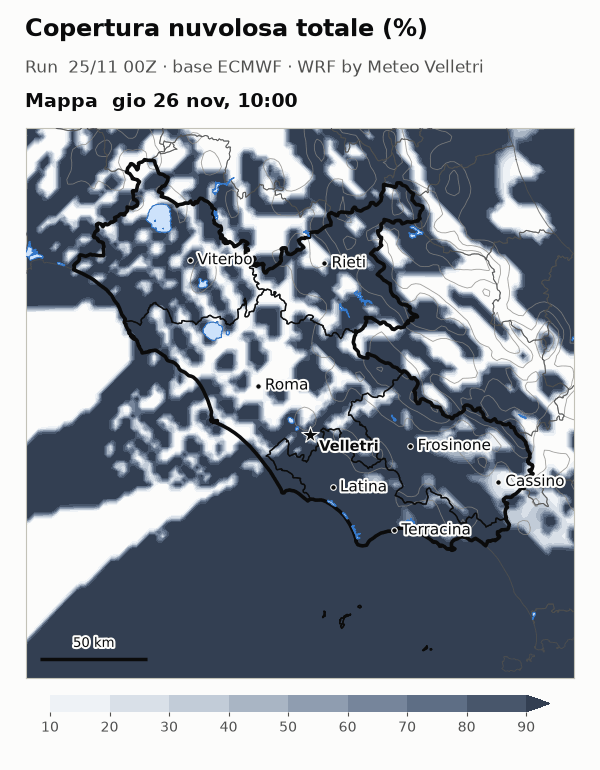 Copertura nuvolosa totale (%)
Run  25/11 00Z · base ECMWF · WRF by Meteo Velletri
Mappa  gio 26 nov, 10:00
Viterbo
Rieti
Roma
Velletri
Frosinone
Cassino
Latina
Terracina
50 km
10 20 30 40 50 60 70 80 90